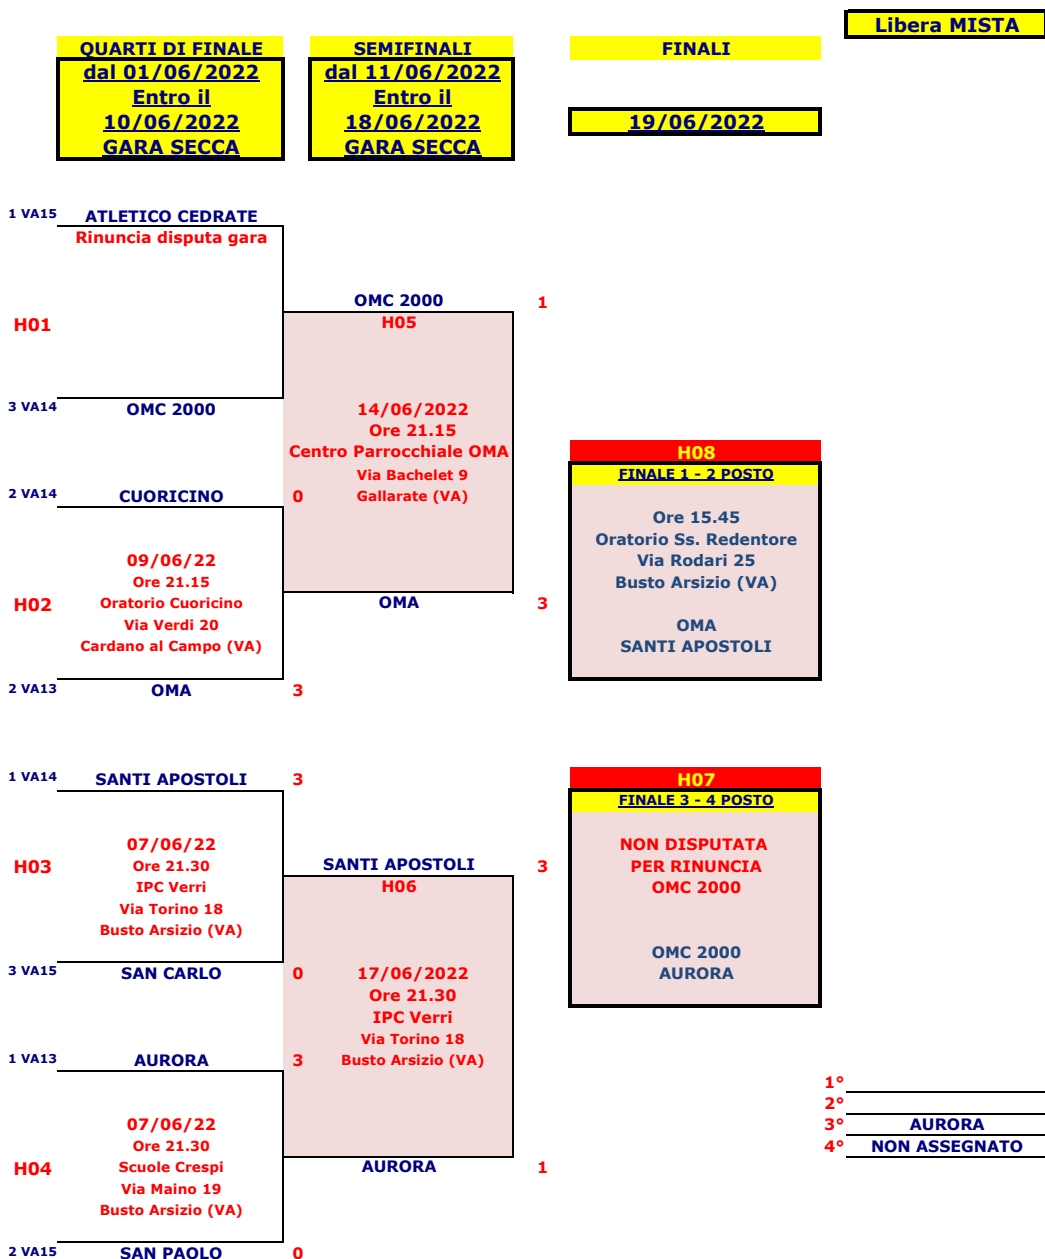 Libera MISTA
QUARTI DI FINALE
dal 01/06/2022
Entro il
10/06/2022
GARA SECCA
SEMIFINALI
dal 11/06/2022
Entro il
18/06/2022
GARA SECCA
FINALI
19/06/2022
1 VA15 ATLETICO CEDRATE
Rinuncia disputa gara
H01
3 VA14 OMC 2000
2 VA14 CUORICINO 0
09/06/22
Ore 21.15
H02 Oratorio Cuoricino
Via Verdi 20
Cardano al Campo (VA)
2 VA13 OMA 3
1 VA14 SANTI APOSTOLI 3
07/06/22
H03 Ore 21.30
IPC Verri
Via Torino 18
Busto Arsizio (VA)
3 VA15 SAN CARLO 0
1 VA13 AURORA 3
07/06/22
Ore 21.30
H04 Scuole Crespi
Via Maino 19
Busto Arsizio (VA)
2 VA15 SAN PAOLO 0
OMC 2000 1
H05
14/06/2022
Ore 21.15
Centro Parrocchiale OMA
Via Bachelet 9
Gallarate (VA)
OMA 3
SANTI APOSTOLI 3
H06
17/06/2022
Ore 21.30
IPC Verri
Via Torino 18
Busto Arsizio (VA)
AURORA 1
H08
FINALE 1 - 2 POSTO
Ore 15.45
Oratorio Ss. Redentore
Via Rodari 25
Busto Arsizio (VA)
OMA
SANTI APOSTOLI
H07
FINALE 3 - 4 POSTO
NON DISPUTATA
PER RINUNCIA
OMC 2000
OMC 2000
AURORA
1°
2°
3° AURORA
4° NON ASSEGNATO